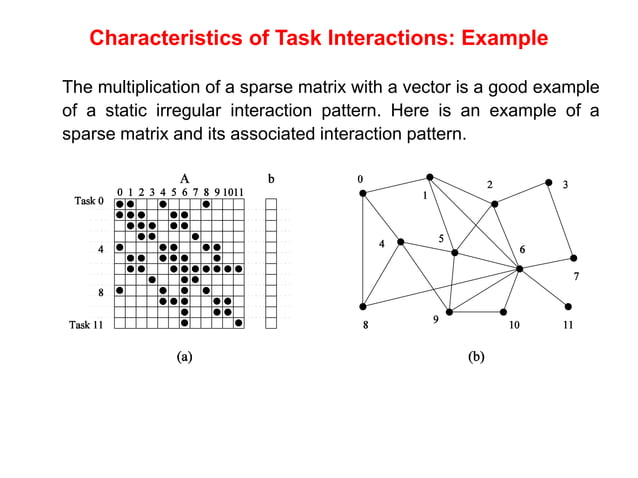 Characteristics of Task Interactions: Example
The multiplication of a sparse matrix with a vector is a good example
of a static irregular interaction pattern. Here is an example of a
sparse matrix and its associated interaction pattern.
A b
0 1 2 3 4 5 6 7 8 9 10 11
Task 0
4
8
Task 11
(a)
0
1
2
3
4
5
6
7
8
9
10
11
(b)